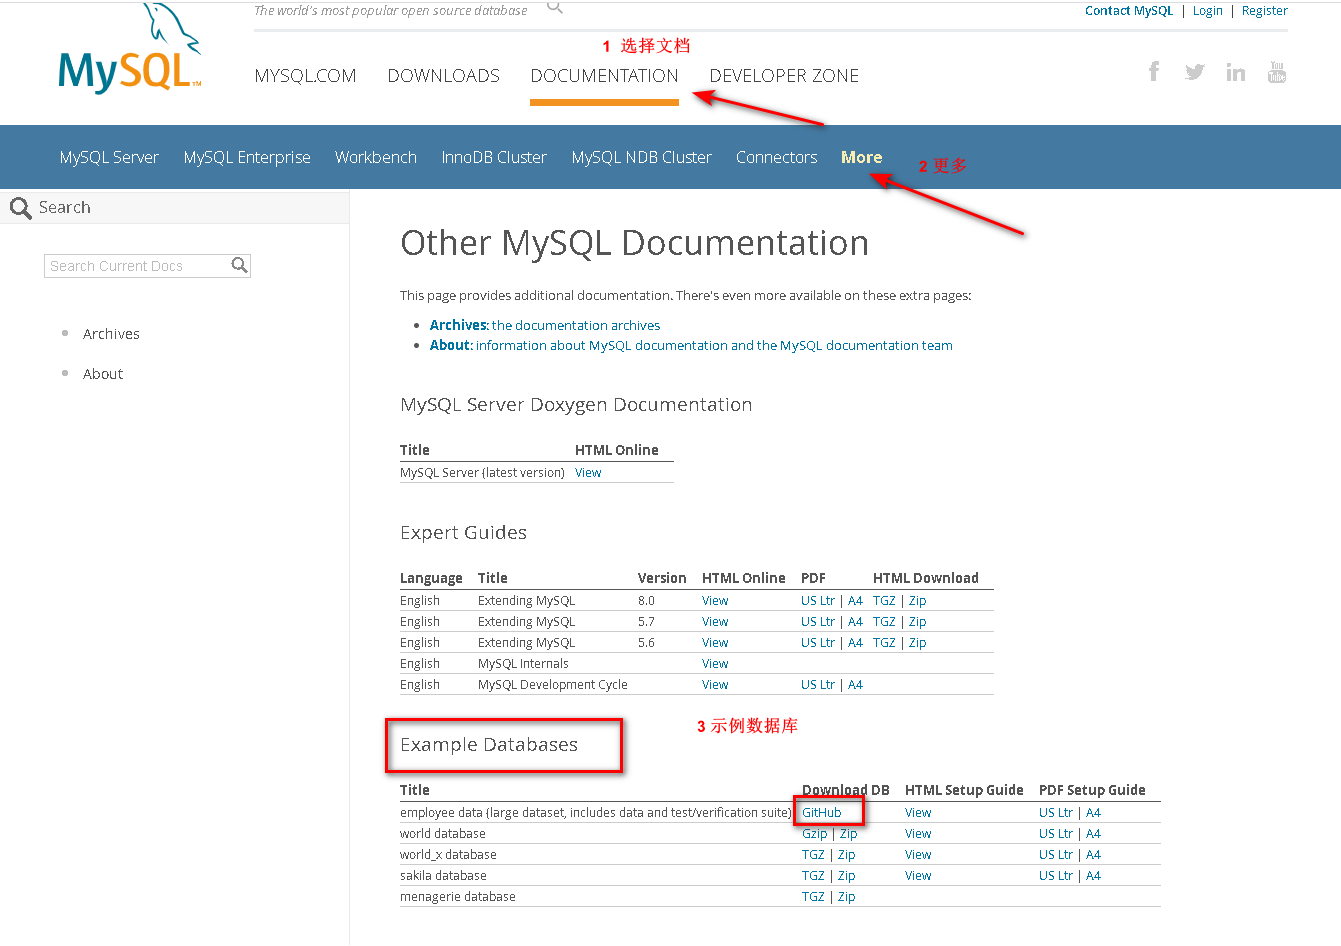 The world's most popular open source database
Contact MySQL | Login | Register
MySQL™
1 选择文档
MYSQL.COM DOWNLOADS DOCUMENTATION DEVELOPER ZONE
You Tube
MySQL Server MySQL Enterprise Workbench InnoDB Cluster MySQL NDB Cluster Connectors More
2 更多
Search
Search Current Docs
Archives
About
Other MySQL Documentation
This page provides additional documentation. There's even more available on these extra pages:
Archives: the documentation archives
About: information about MySQL documentation and the MySQL documentation team
MySQL Server Doxygen Documentation
Title HTML Online
MySQL Server (latest version) View
Expert Guides
Language Title Version HTML Online PDF HTML Download
English Extending MySQL 8.0 View US Ltr | A4 TGZ | Zip
English Extending MySQL 5.7 View US Ltr | A4 TGZ | Zip
English Extending MySQL 5.6 View US Ltr | A4 TGZ | Zip
English MySQL Internals View
English MySQL Development Cycle View US Ltr | A4
3 示例数据库
Example Databases
Title Download DB HTML Setup Guide PDF Setup Guide
employee data (large dataset, includes data and test/verification suite) GitHub View US Ltr | A4
world database Gzip | Zip View US Ltr | A4
world_x database TGZ | Zip View US Ltr | A4
sakila database TGZ | Zip View US Ltr | A4
menagerie database TGZ | Zip